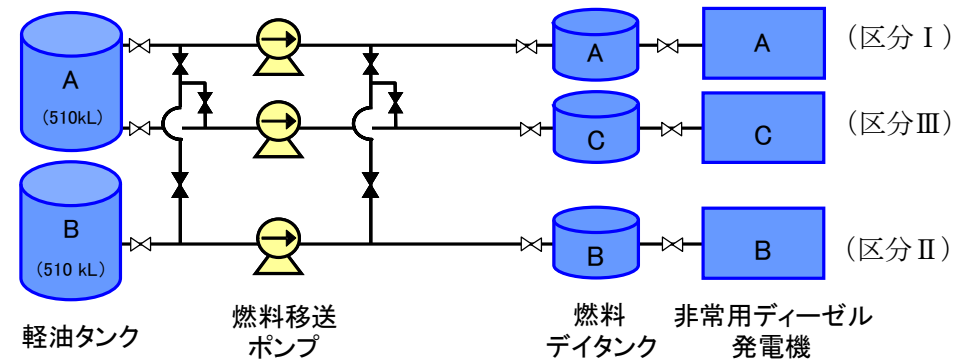 A
(510kL)
B
(510 kL)
A
A
(区分Ⅰ)
C
C
(区分Ⅲ)
B
B
(区分Ⅱ)
軽油タンク
燃料移送
ポンプ
燃料
デイタンク
非常用ディーゼル
発電機